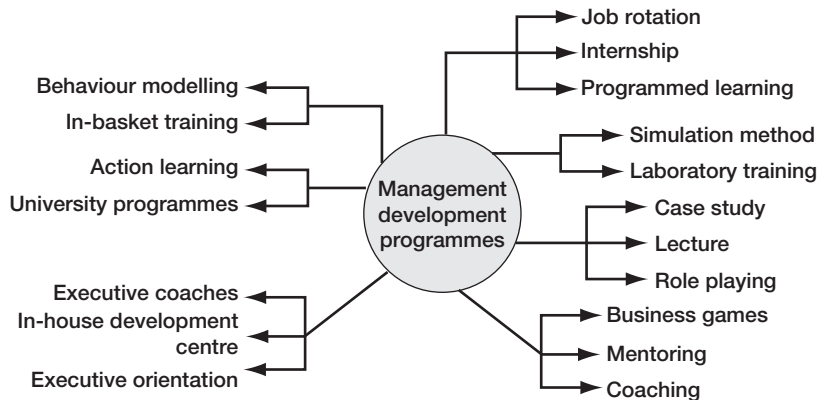 Job rotation
Internship
Programmed learning
Behaviour modelling
In-basket training
Simulation method
Laboratory training
Action learning
University programmes
Management
development
programmes
Case study
Lecture
Role playing
Executive coaches
In-house development
centre
Executive orientation
Business games
Mentoring
Coaching